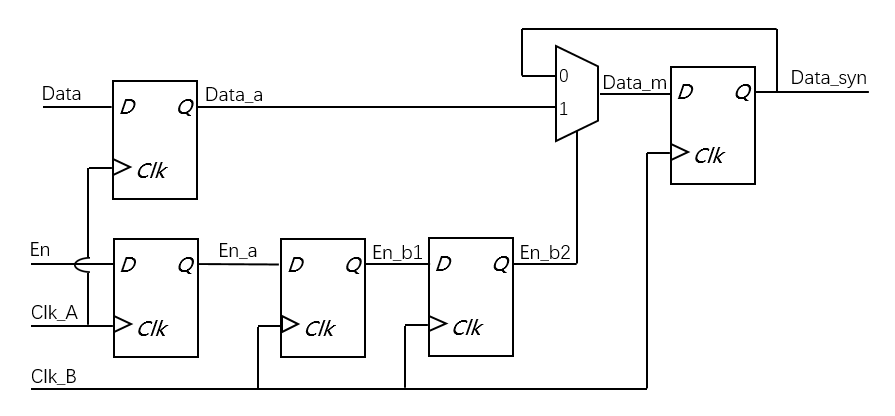 Data
D
Q
Clk
Data_a
0
1
Data_m
D
Q
Clk
Data_syn
En
D
Q
Clk
En_a
D
Q
Clk
En_b1
D
Q
Clk
En_b2
Clk_A
Clk_B